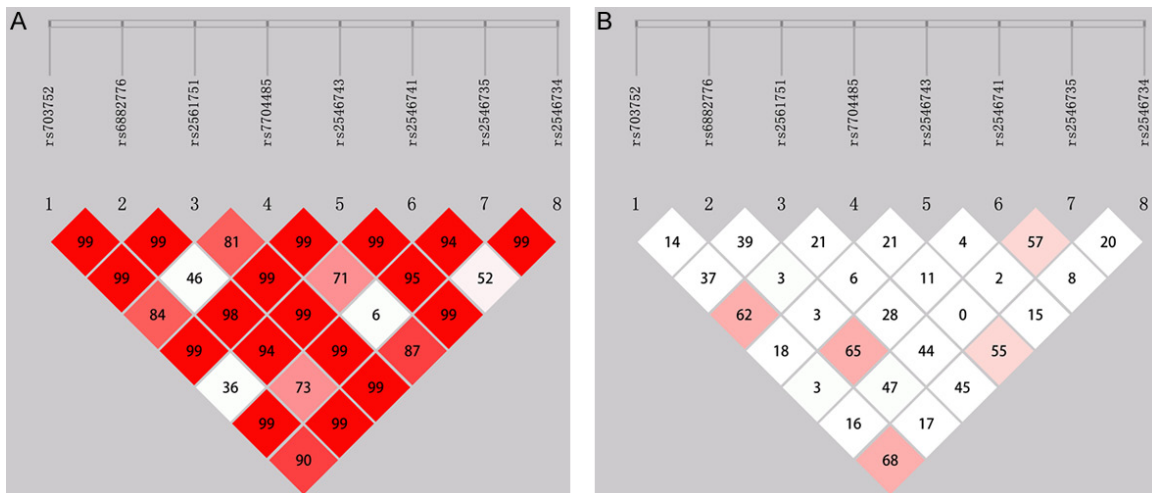 A
rs703752
rs6882776
rs2561751
rs7704485
rs2546743
rs2546741
rs2546735
rs2546734
1 2 3 4 5 6 7 8
99 99 81 99 99 94 99
99 46 99 71 95 52
84 98 99 6 99
99 94 99 87
36 73 99
99 99
90
B
rs703752
rs6882776
rs2561751
rs7704485
rs2546743
rs2546741
rs2546735
rs2546734
1 2 3 4 5 6 7 8
14 39 21 21 4 57 20
37 3 6 11 2 8
62 3 28 0 15
18 65 44 55
3 47 45
16 17
68